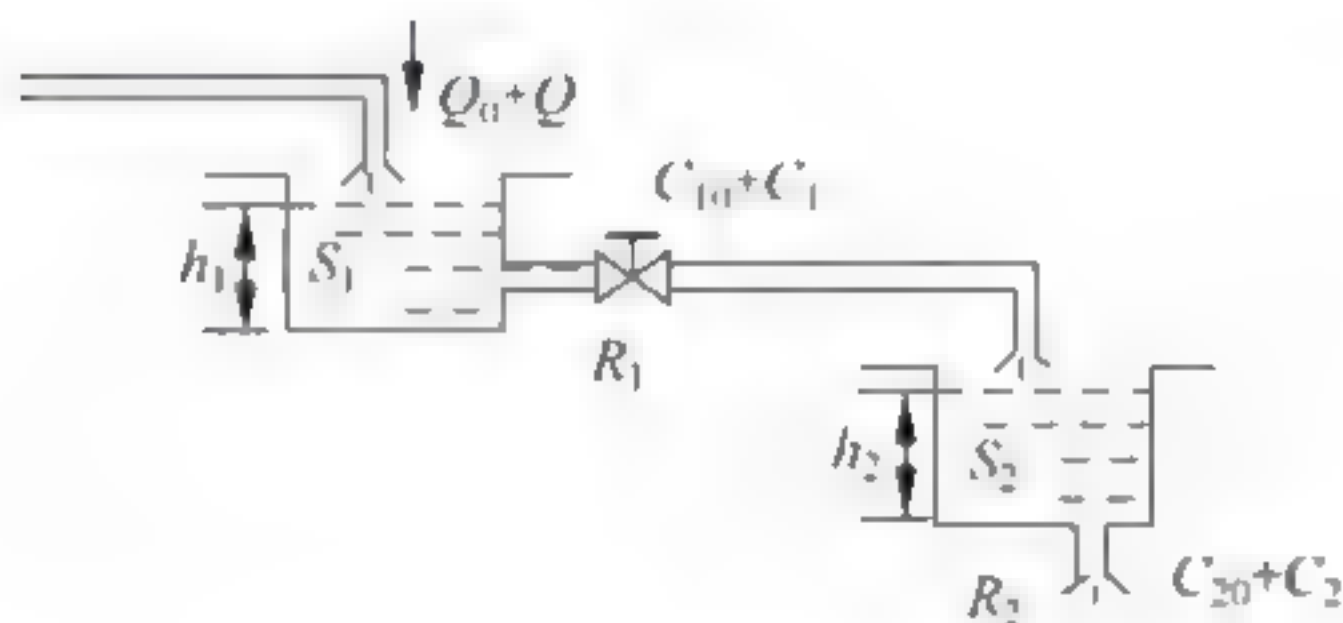 Q₀+Q
C₁₀+C₁
h₁
S₁
R₁
h₂
S₂
R₂
C₂₀+C₂